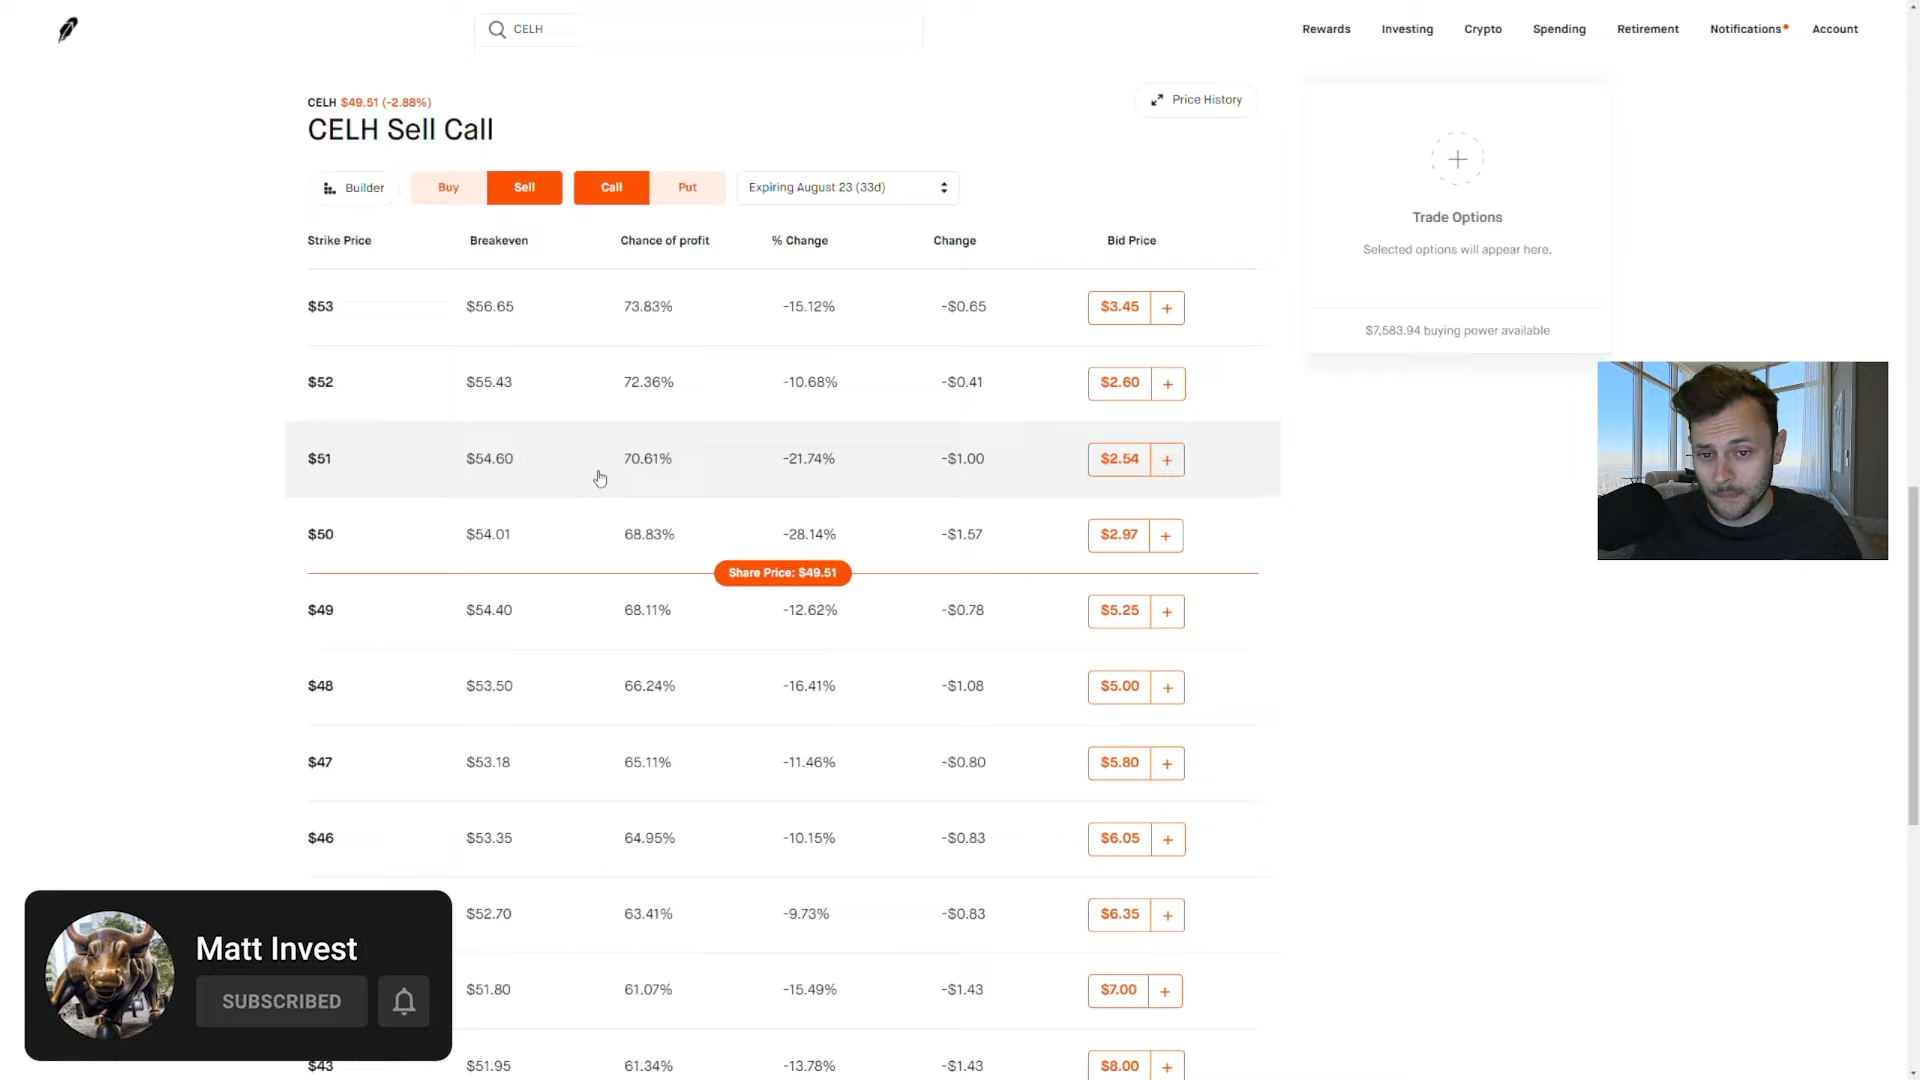 CELH
Rewards
Investing
Crypto
Spending
Retirement
Notifications
Account
CELH $49.51 (-2.88%)
CELH Sell Call
Price History
Builder
Buy
Sell
Call
Put
Expiring August 23 (33d)
Strike Price Breakeven Chance of profit % Change Change Bid Price
$53 $56.65 73.83% -15.12% -$0.65 $3.45 +
$52 $55.43 72.36% -10.68% -$0.41 $2.60 +
$51 $54.60 70.61% -21.74% -$1.00 $2.54 +
$50 $54.01 68.83% -28.14% -$1.57 $2.97 +
Share Price: $49.51
$49 $54.40 68.11% -12.62% -$0.78 $5.25 +
$48 $53.50 66.24% -16.41% -$1.08 $5.00 +
$47 $53.18 65.11% -11.46% -$0.80 $5.80 +
$46 $53.35 64.95% -10.15% -$0.83 $6.05 +
$52.70 63.41% -9.73% -$0.83 $6.35 +
$51.80 61.07% -15.49% -$1.43 $7.00 +
$43 $51.95 61.34% -13.78% -$1.43 $8.00 +
Trade Options
Selected options will appear here.
$7,583.94 buying power available
Matt Invest
SUBSCRIBED